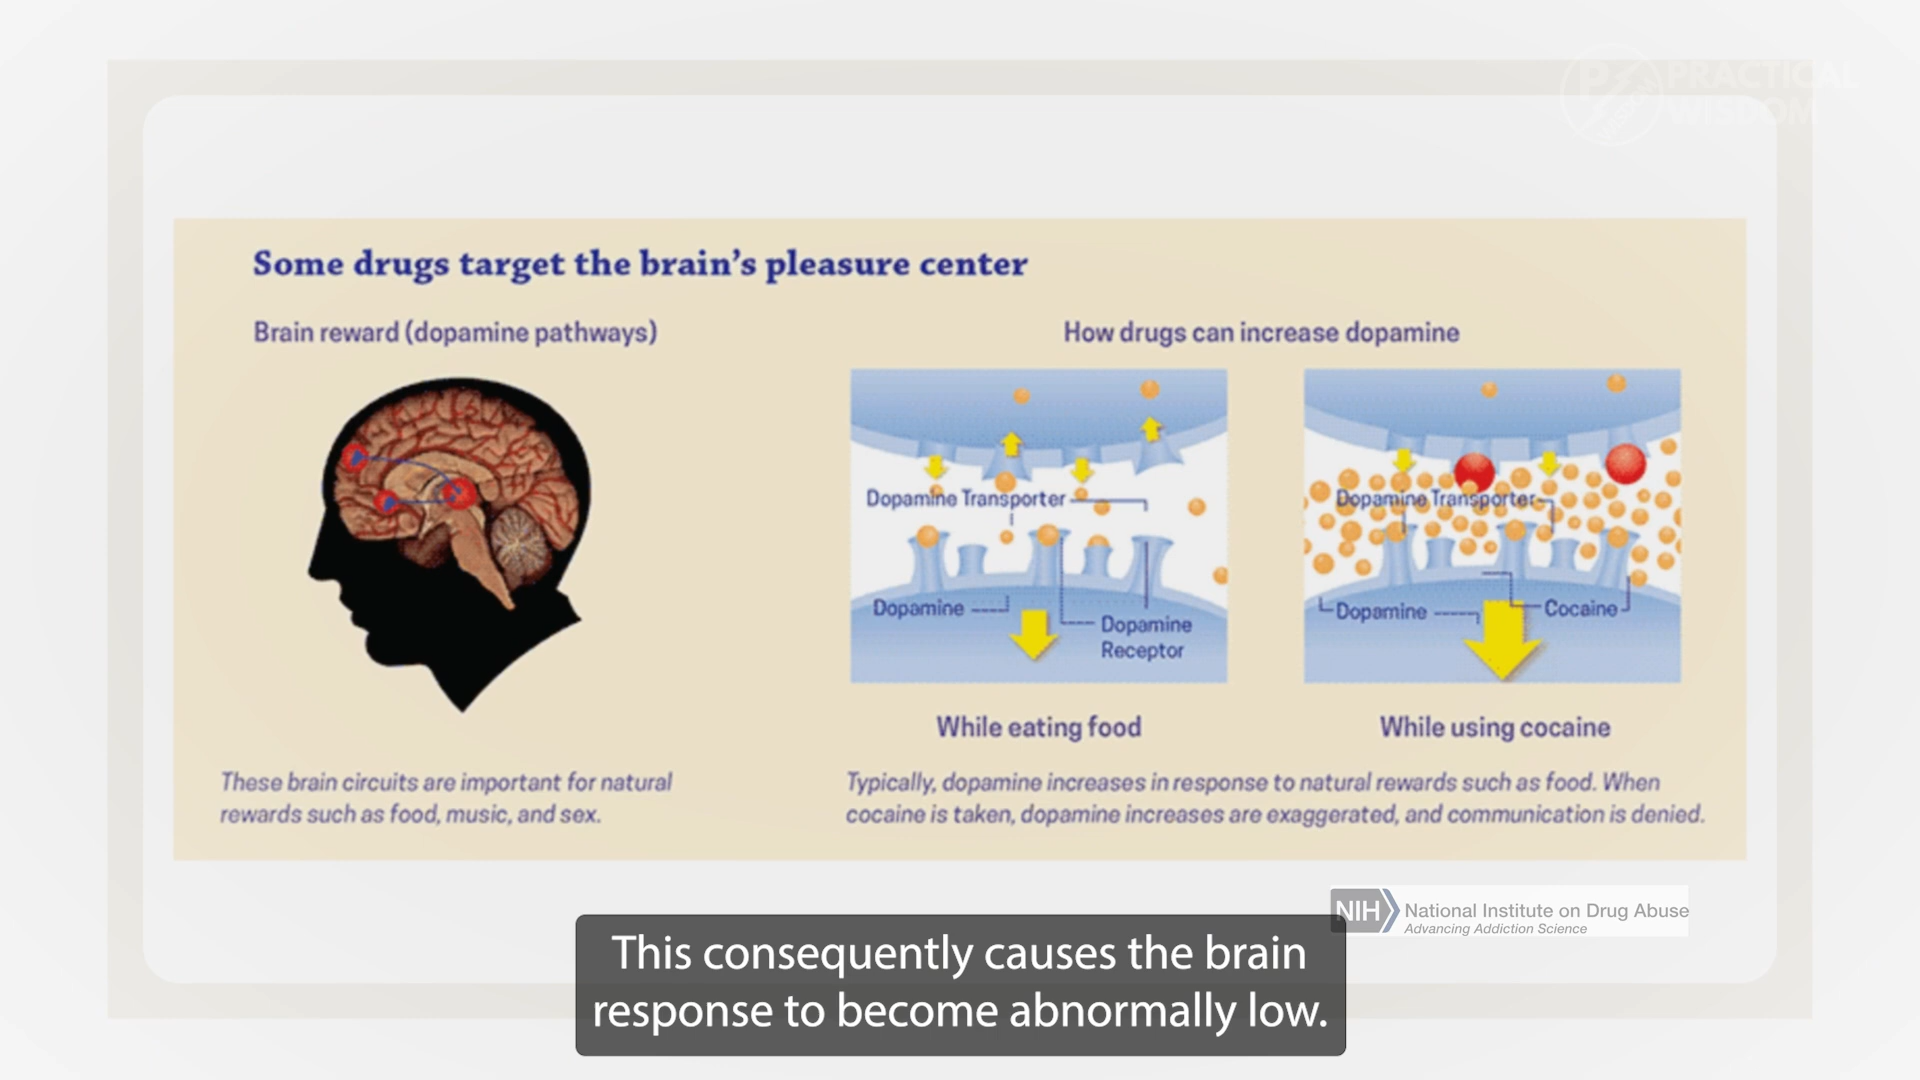 PRACTICAL
WISDOM
Some drugs target the brain's pleasure center
Brain reward (dopamine pathways)
How drugs can increase dopamine
Dopamine Transporter
Dopamine
Dopamine
Receptor
Dopamine Transporter
Dopamine
Cocaine
While eating food
While using cocaine
These brain circuits are important for natural
rewards such as food, music, and sex.
Typically, dopamine increases in response to natural rewards such as food. When
cocaine is taken, dopamine increases are exaggerated, and communication is denied.
NIH National Institute on Drug Abuse
Advancing Addiction Science
This consequently causes the brain
response to become abnormally low.